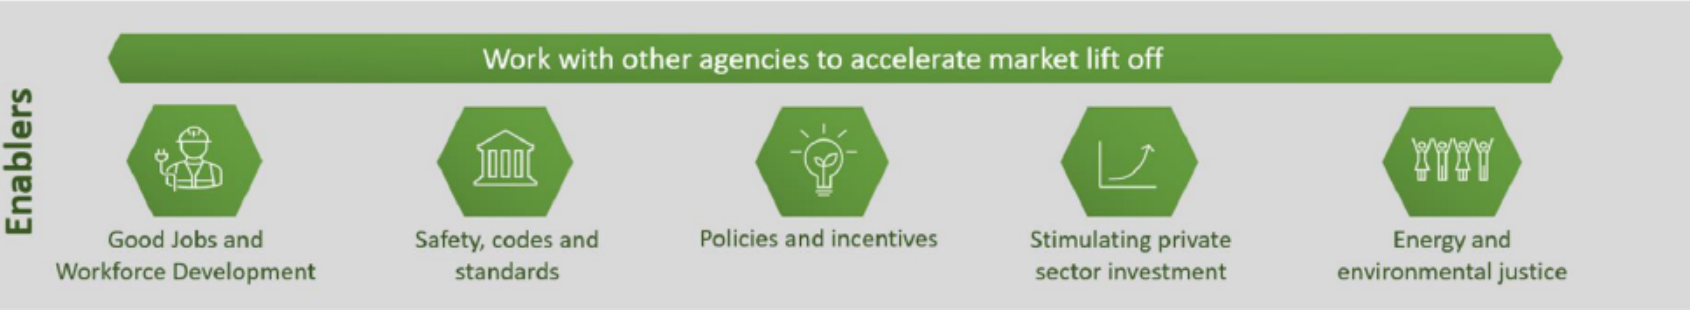 Work with other agencies to accelerate market lift off
Enablers
Good Jobs and
Workforce Development
Safety, codes and
standards
Policies and incentives
Stimulating private
sector investment
Energy and
environmental justice